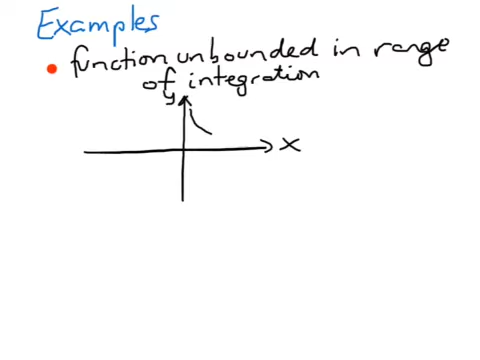 Examples
function unbounded in range
of integration
y
x